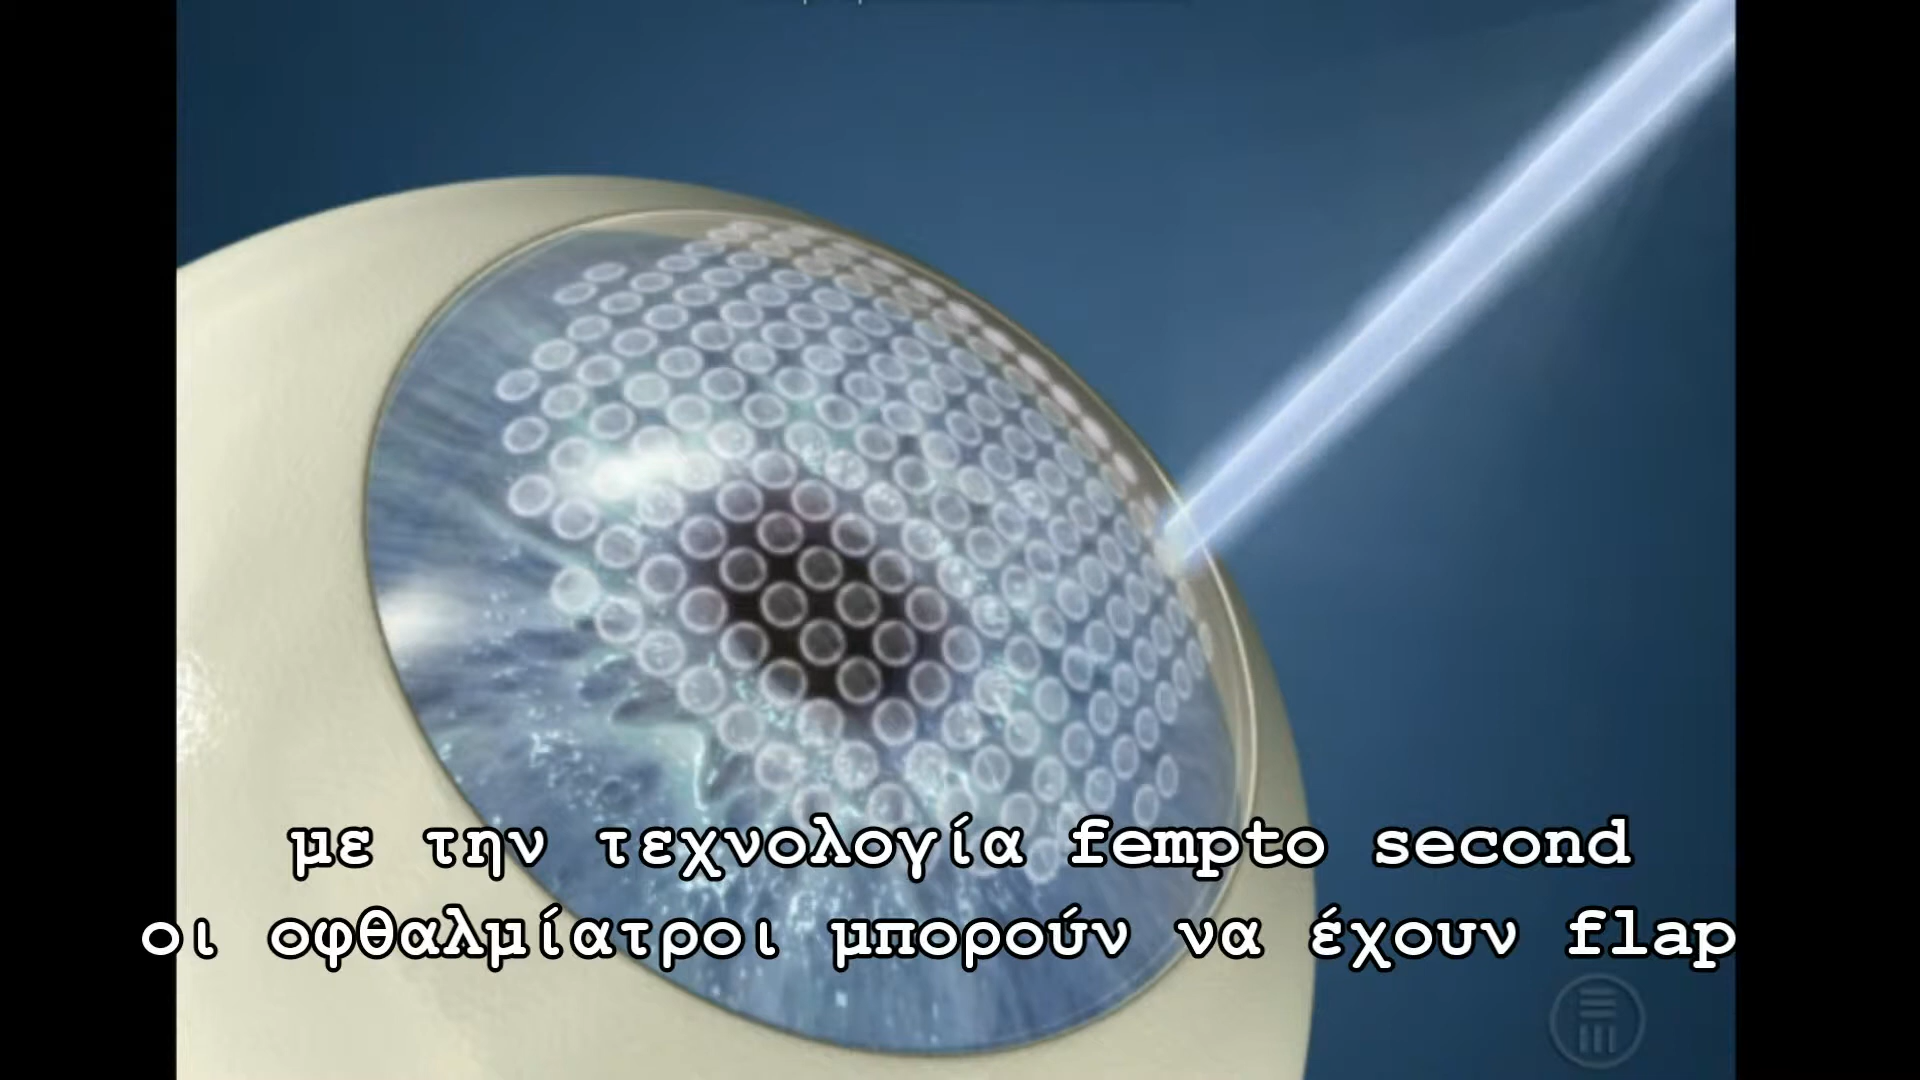 με την τεχνολογία fempto second
οι οφθαλμίατροι μπορούν να έχουν flap